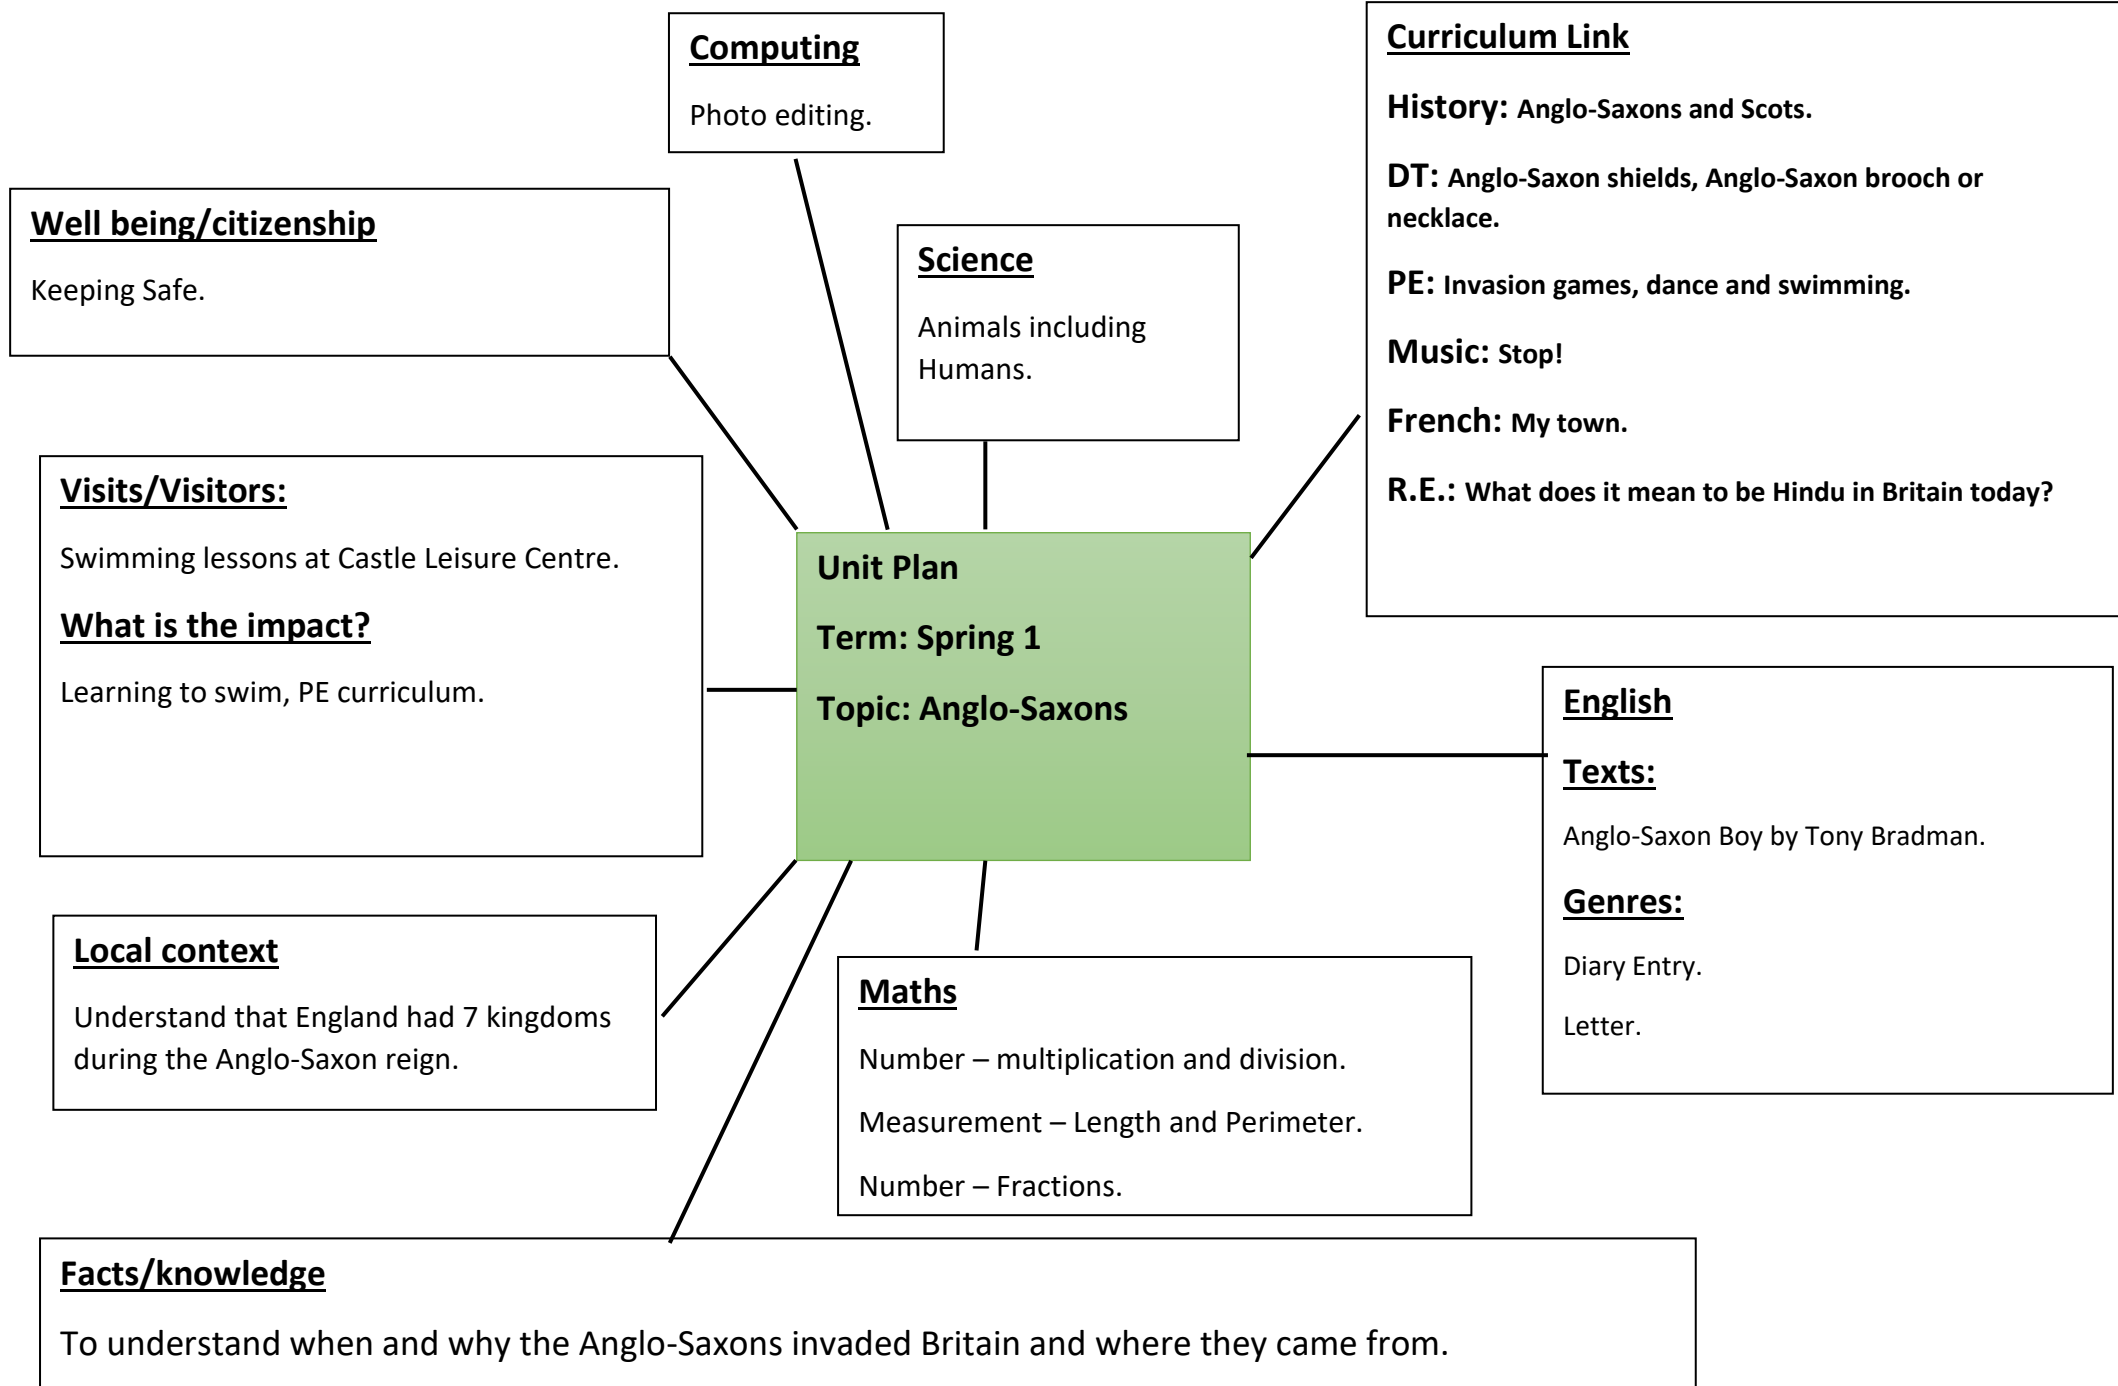 Computing
Photo editing.
Curriculum Link
History: Anglo-Saxons and Scots.
DT: Anglo-Saxon shields, Anglo-Saxon brooch or
necklace.
PE: Invasion games, dance and swimming.
Music: Stop!
French: My town.
R.E.: What does it mean to be Hindu in Britain today?
Well being/citizenship
Keeping Safe.
Science
Animals including
Humans.
Visits/Visitors:
Swimming lessons at Castle Leisure Centre.
What is the impact?
Learning to swim, PE curriculum.
Unit Plan
Term: Spring 1
Topic: Anglo-Saxons
English
Texts:
Anglo-Saxon Boy by Tony Bradman.
Genres:
Diary Entry.
Letter.
Local context
Understand that England had 7 kingdoms
during the Anglo-Saxon reign.
Maths
Number – multiplication and division.
Measurement – Length and Perimeter.
Number – Fractions.
Facts/knowledge
To understand when and why the Anglo-Saxons invaded Britain and where they came from.